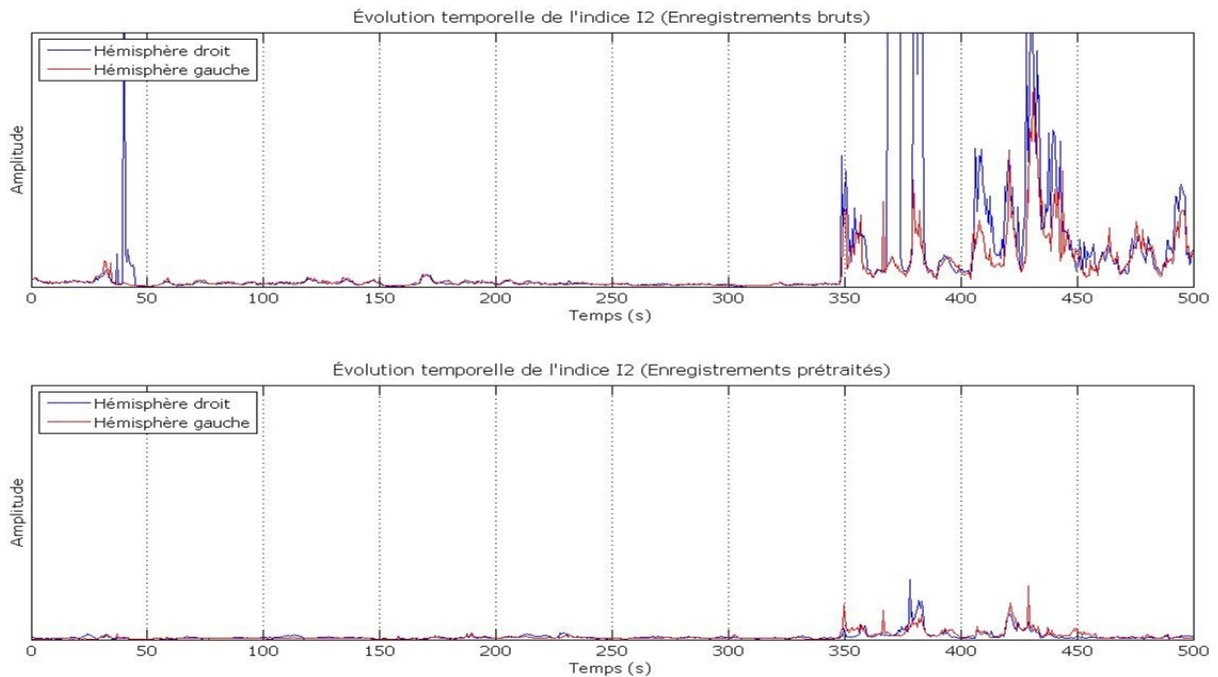 Évolution temporelle de l'indice I2 (Enregistrements bruts)
Hémisphère droit
Hémisphère gauche
Amplitude
0 50 100 150 200 250 300 350 400 450 500
Temps (s)
Évolution temporelle de l'indice I2 (Enregistrements prétraités)
Hémisphère droit
Hémisphère gauche
Amplitude
0 50 100 150 200 250 300 350 400 450 500
Temps (s)